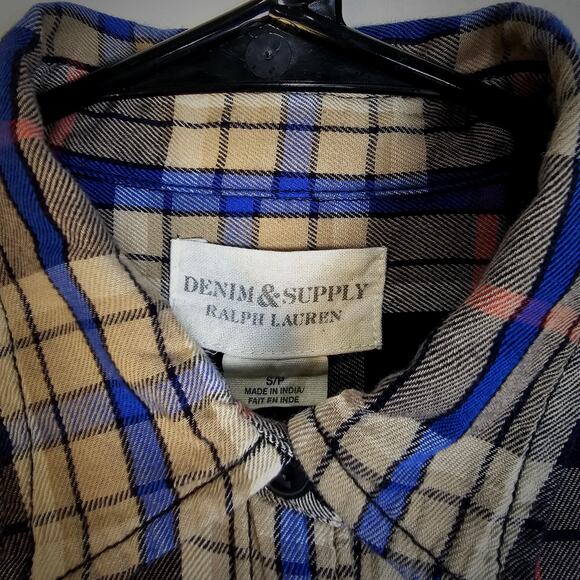 DENIM & SUPPLY
RALPH LAUREN
S/P
MADE IN INDIA/
FAIT EN INDE